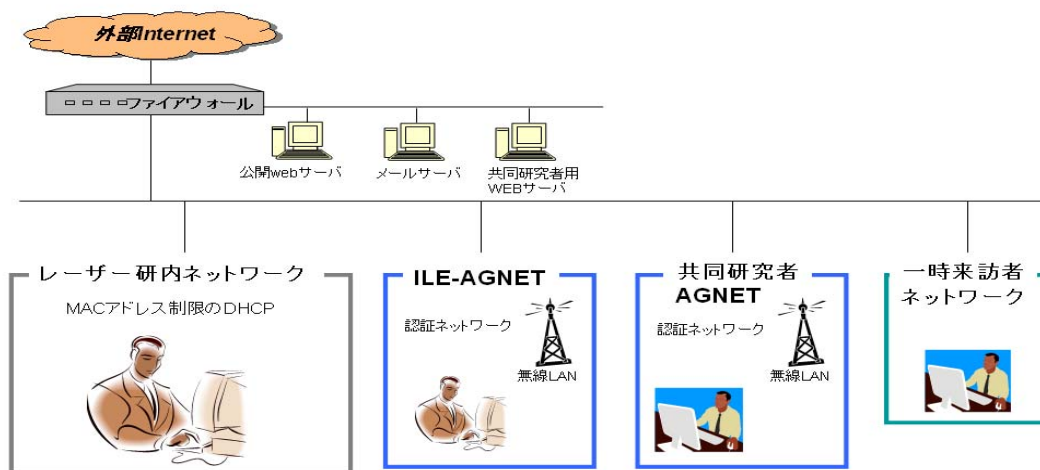 外部Internet
ファイアウォール
公開webサーバ
メールサーバ
共同研究者用
WEBサーバ
レーザー研内ネットワーク
MACアドレス制限のDHCP
ILE-AGNET
認証ネットワーク
無線LAN
共同研究者
AGNET
認証ネットワーク
無線LAN
一時来訪者
ネットワーク